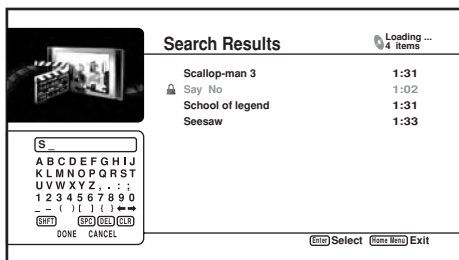 Search Results
Loading ...
4 items
Scallop-man 3 1:31
Say No 1:02
School of legend 1:31
Seesaw 1:33
S_
A B C D E F G H I J
K L M N O P Q R S T
U V W X Y Z , . : ;
1 2 3 4 5 6 7 8 9 0
_ – ( ) [ ] { } ⬅ ➡
SHFT SPC DEL CLR
DONE CANCEL
Enter Select Home Menu Exit